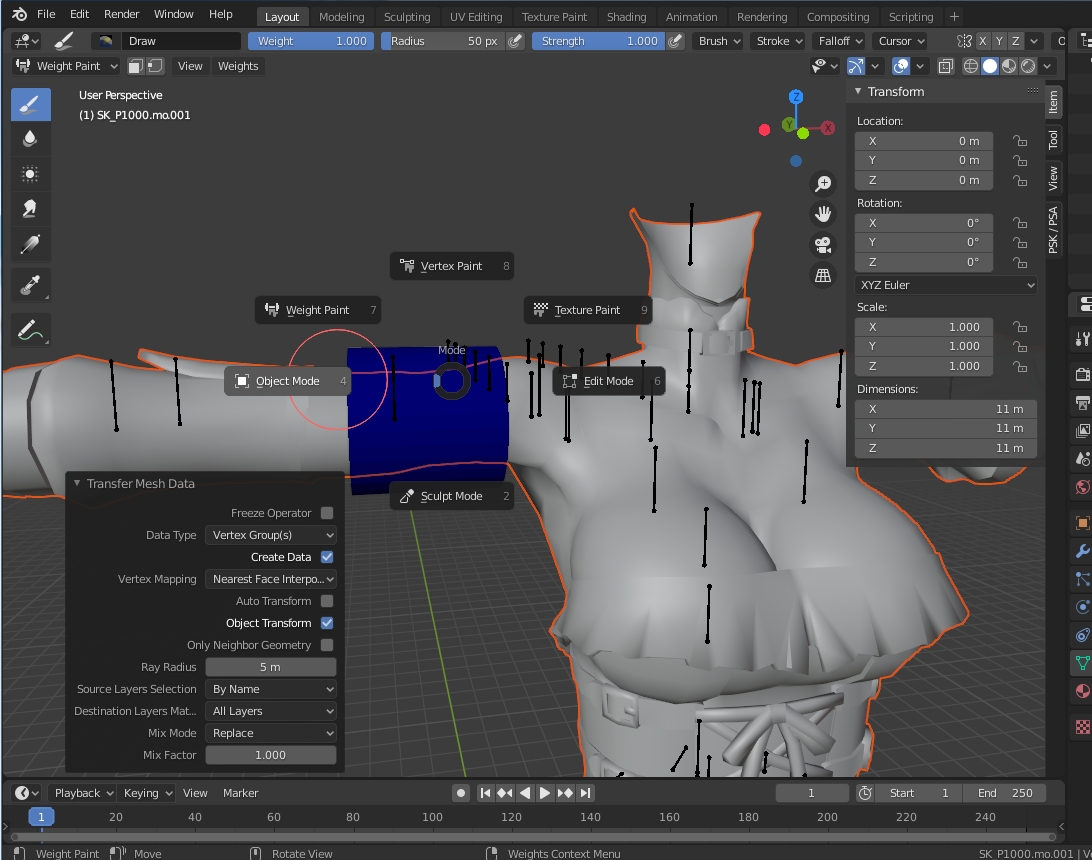 File Edit Render Window Help Layout Modeling Sculpting UV Editing Texture Paint Shading Animation Rendering Compositing Scripting +
Draw Weight 1.000 Radius 50 px Strength 1.000 Brush Stroke Falloff Cursor X Y Z
Weight Paint View Weights
User Perspective
(1) SK_P1000.mo.001
Z
Y
X
Transform
Location:
X 0 m
Y 0 m
Z 0 m
Rotation:
X 0°
Y 0°
Z 0°
XYZ Euler
Scale:
X 1.000
Y 1.000
Z 1.000
Dimensions:
X 11 m
Y 11 m
Z 11 m
Item
Tool
View
PSK / PSA
Vertex Paint 8
Weight Paint 7
Texture Paint 9
Mode
Object Mode 4
Edit Mode 6
Sculpt Mode 2
Transfer Mesh Data
Freeze Operator
Data Type Vertex Group(s)
Create Data
Vertex Mapping Nearest Face Interpo...
Auto Transform
Object Transform
Only Neighbor Geometry
Ray Radius 5 m
Source Layers Selection By Name
Destination Layers Mat... All Layers
Mix Mode Replace
Mix Factor 1.000
Playback Keying View Marker 1 Start 1 End 250
1 20 40 60 80 100 120 140 160 180 200 220 240
Weight Paint Move Rotate View Weights Context Menu SK_P1000.mo.001 |